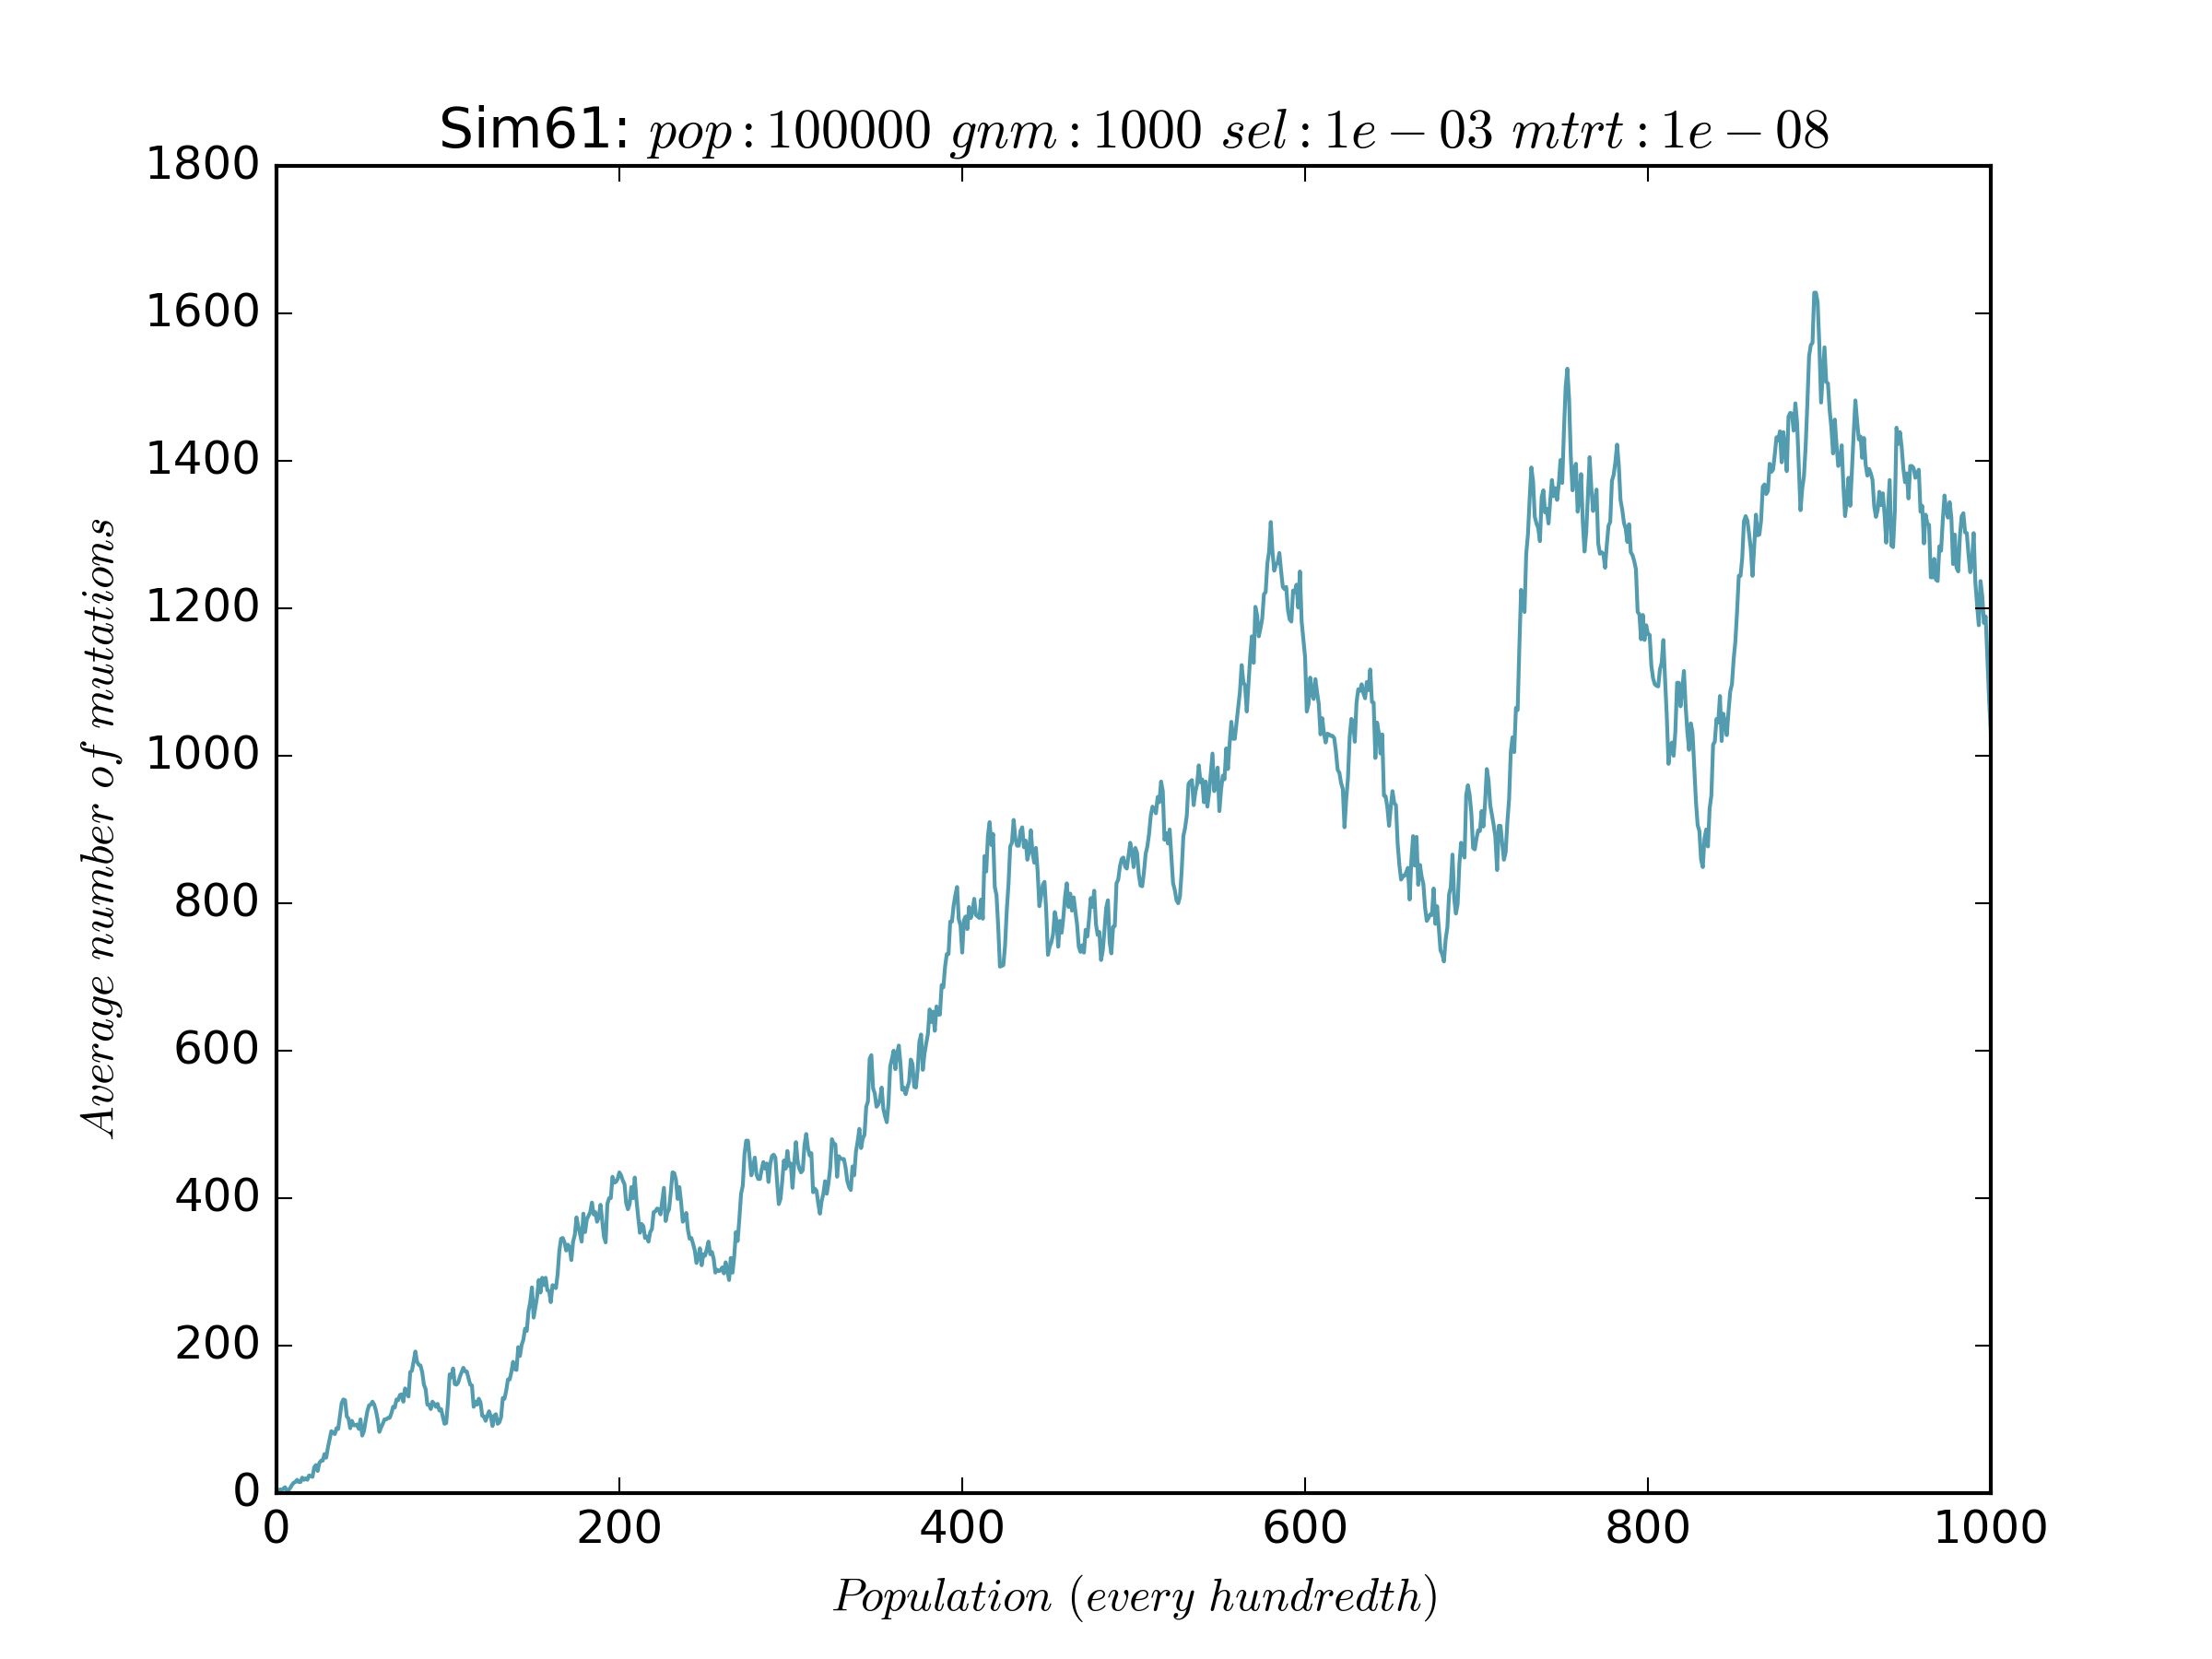 Sim61: pop : 100000 gnm : 1000 sel : 1e − 03 mtrt : 1e − 08
1800
1600
1400
1200
1000
800
600
400
200
0
Average number of mutations
0 200 400 600 800 1000
Population (every hundredth)